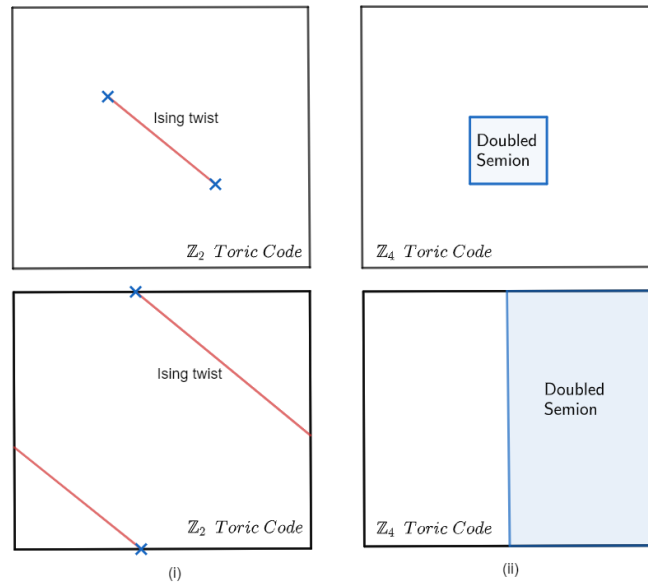 Ising twist
ℤ₂ Toric Code
Doubled
Semion
ℤ₄ Toric Code
Ising twist
ℤ₂ Toric Code
Doubled
Semion
ℤ₄ Toric Code
(i)
(ii)